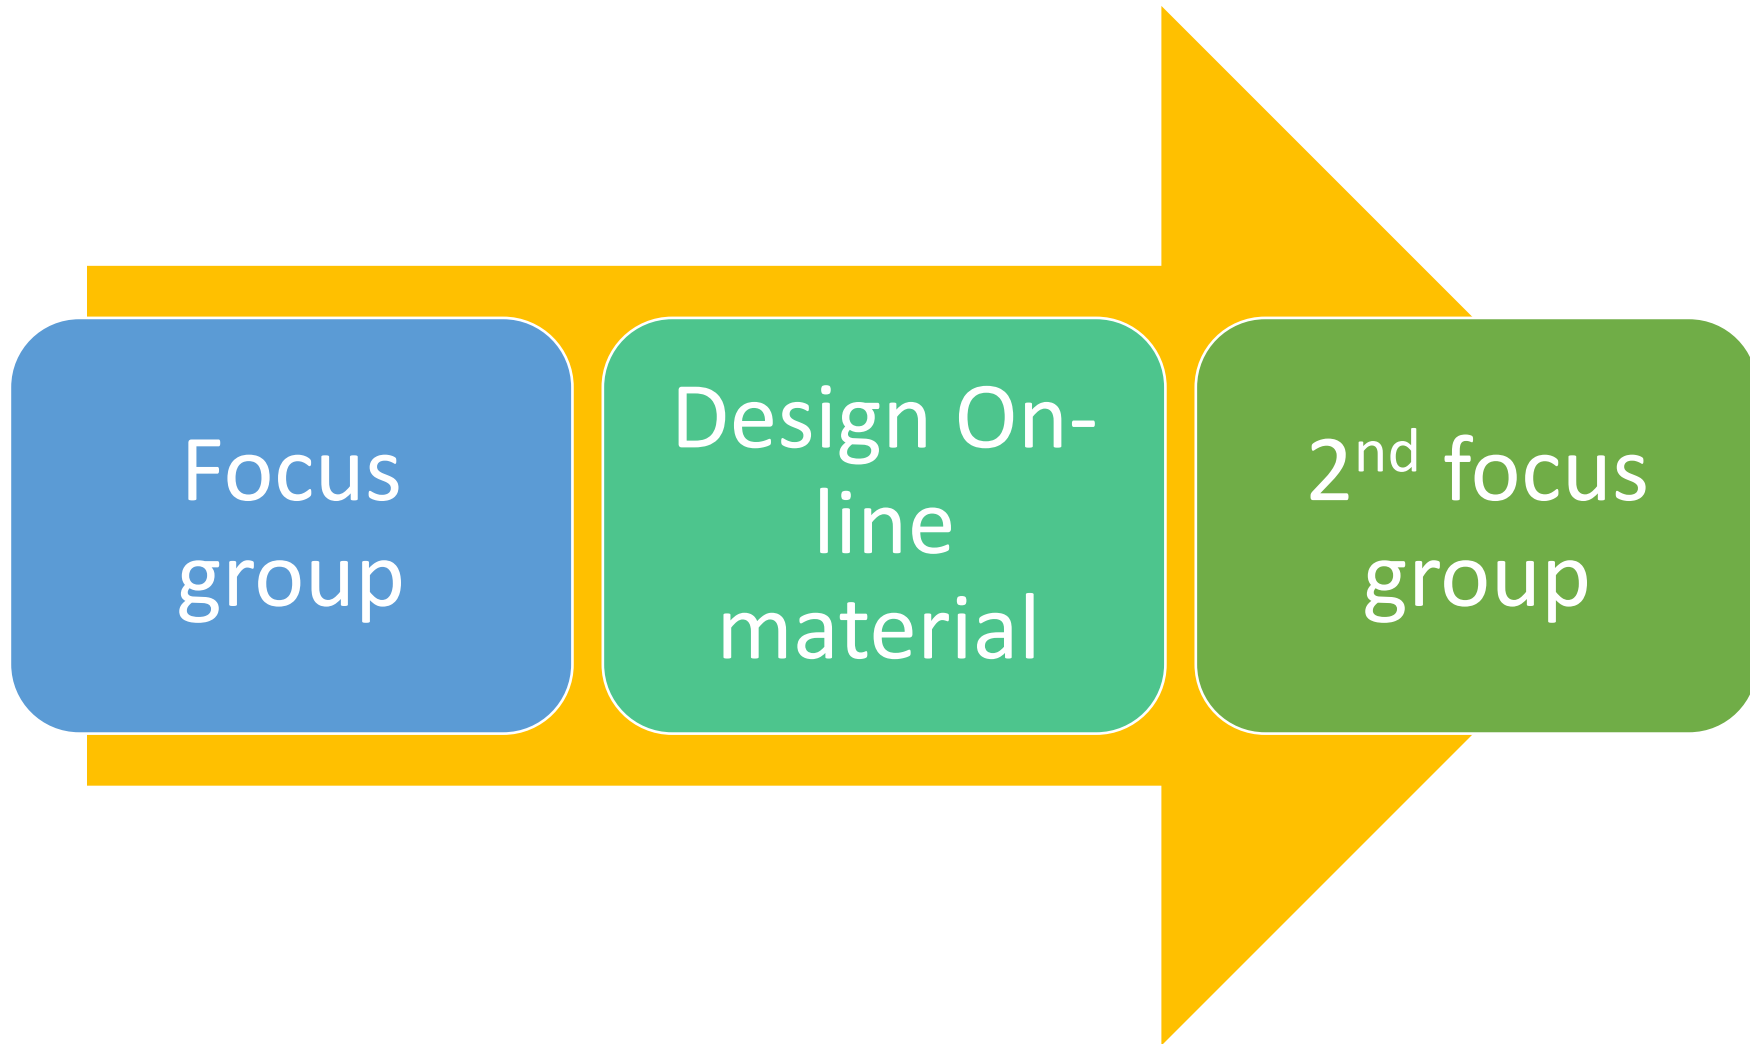 Focus
group
Design On-
line
material
2nd focus
group